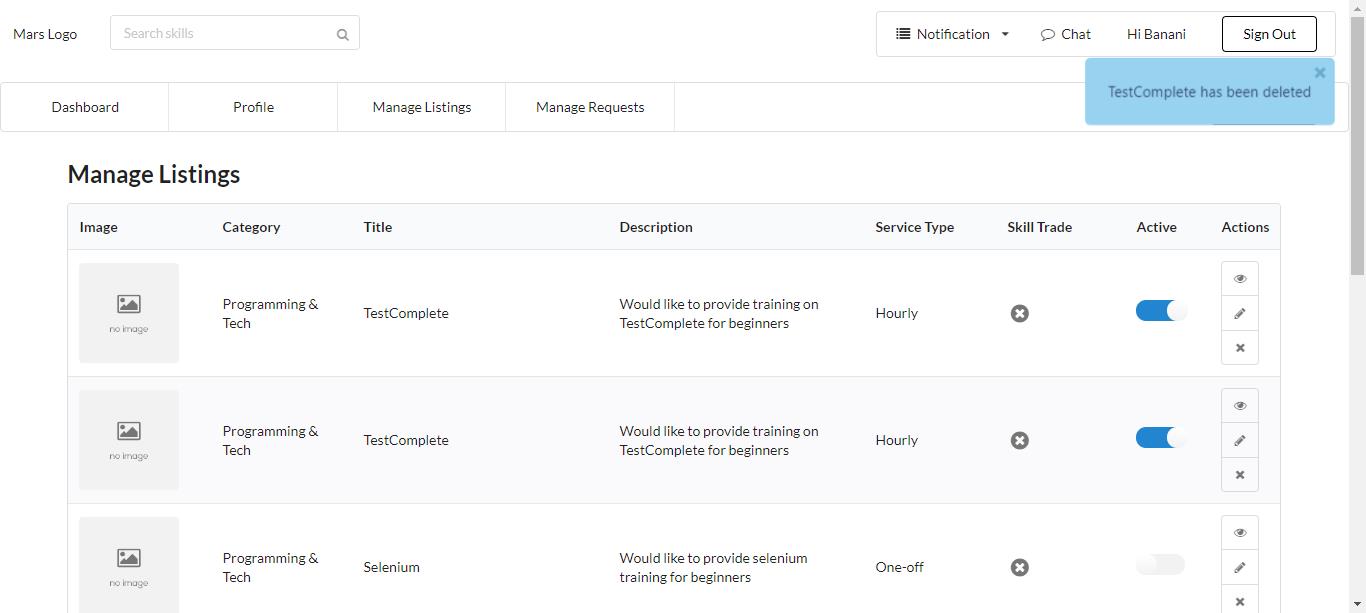 Mars Logo
Search skills
Notification
Chat
Hi Banani
Sign Out
TestComplete has been deleted
Dashboard
Profile
Manage Listings
Manage Requests
Manage Listings
Image
Category
Title
Description
Service Type
Skill Trade
Active
Actions
no image
Programming &
Tech
TestComplete
Would like to provide training on
TestComplete for beginners
Hourly
no image
Programming &
Tech
TestComplete
Would like to provide training on
TestComplete for beginners
Hourly
no image
Programming &
Tech
Selenium
Would like to provide selenium
training for beginners
One-off